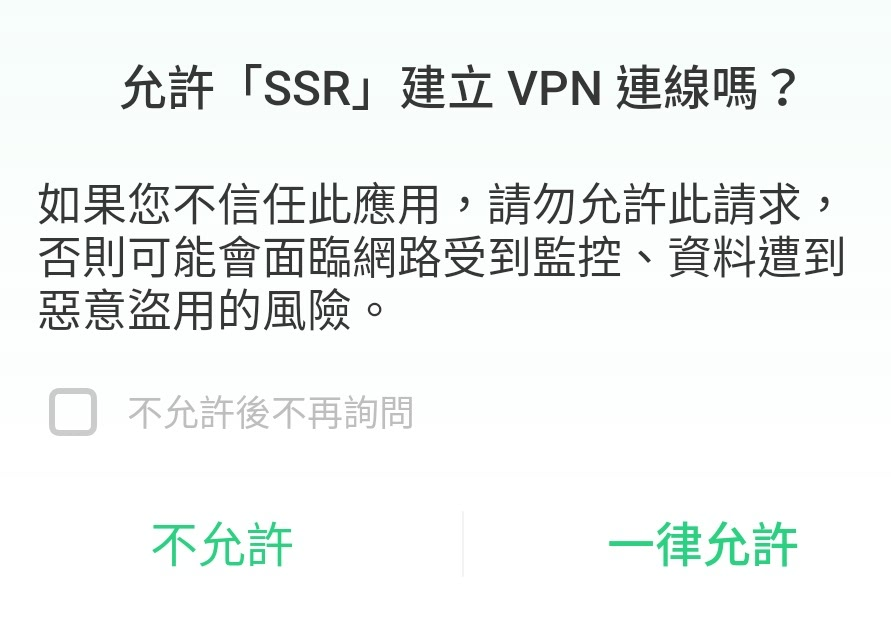 允許「SSR」建立 VPN 連線嗎？
如果您不信任此應用，請勿允許此請求，
否則可能會面臨網路受到監控、資料遭到
惡意盜用的風險。
不允許後不再詢問
不允許
一律允許